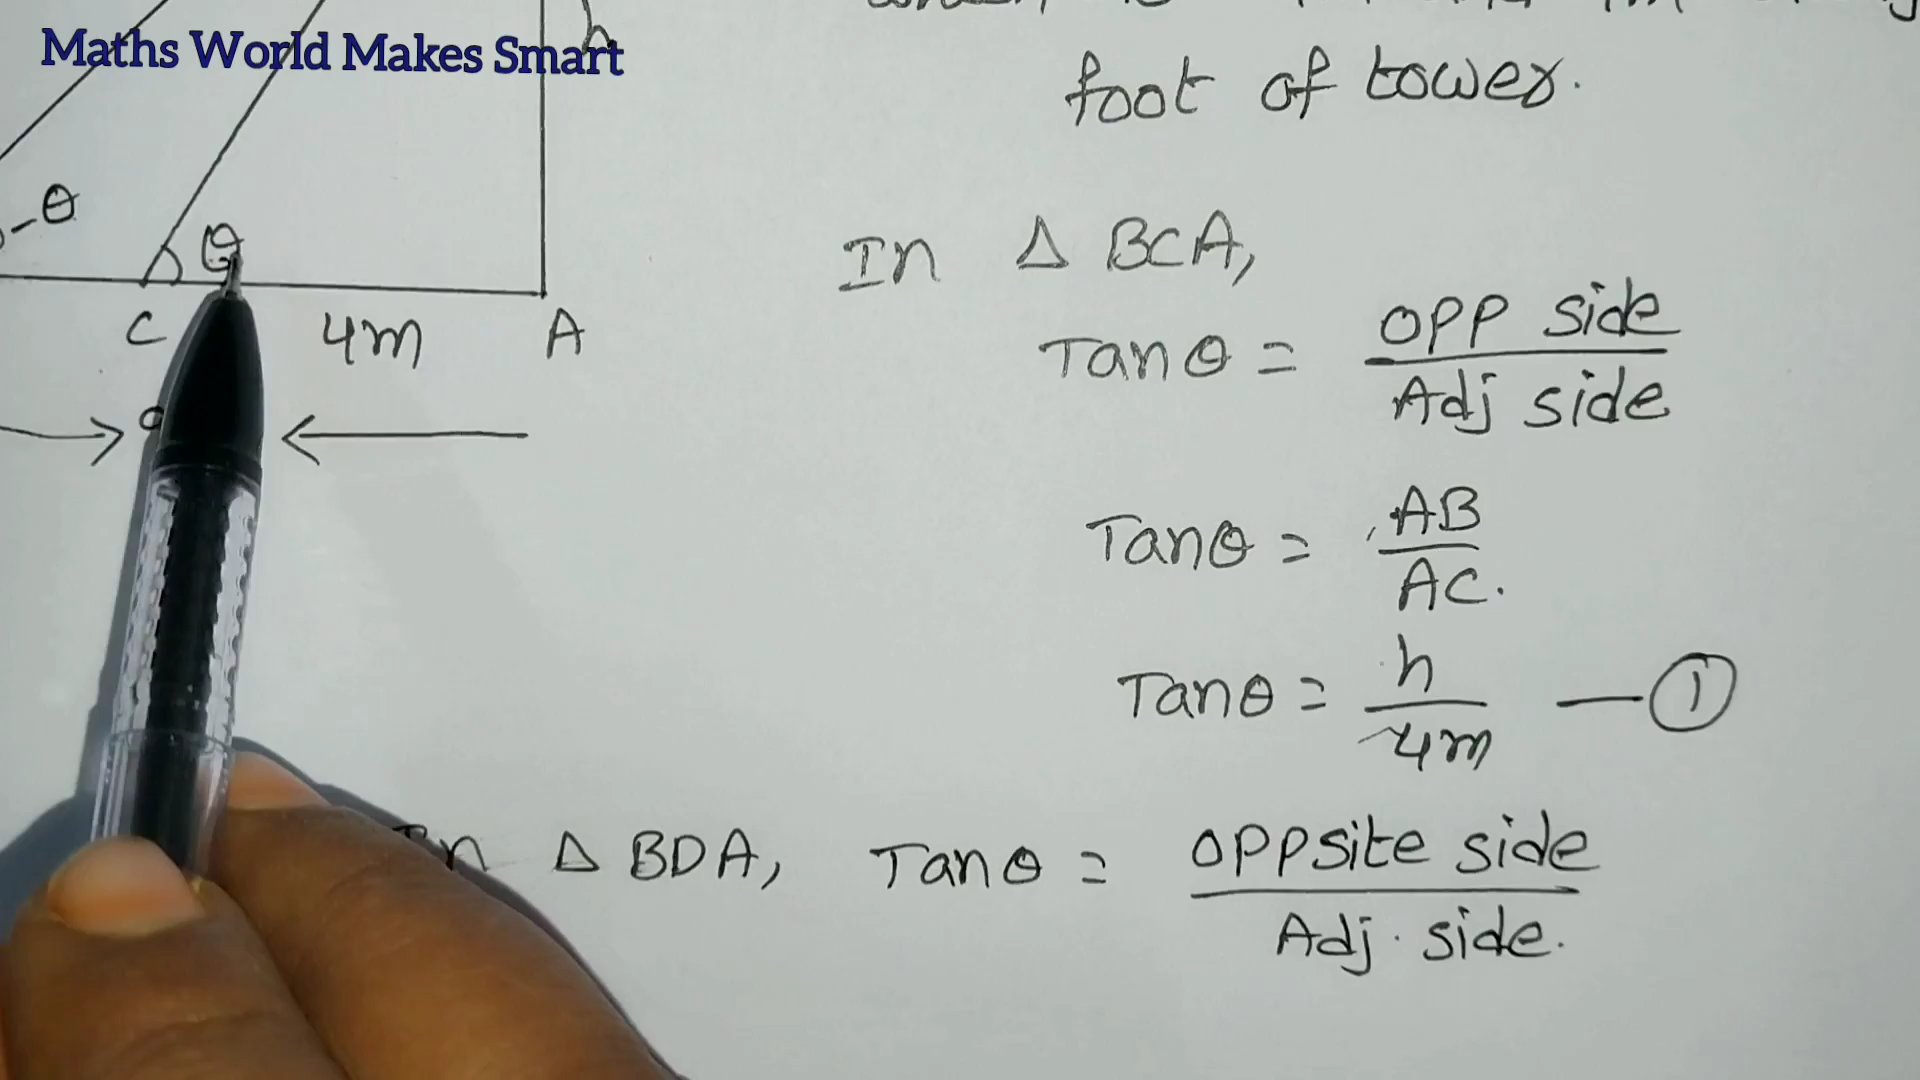 Maths World Makes Smart
h
foot of tower.
-θ
θ
In Δ BCA,
C 4m A
Tanθ = OPP side
Adj side
Tanθ = AB
AC.
Tanθ = h — 1
4m
In Δ BDA, Tanθ = OPPsite side
Adj. side.